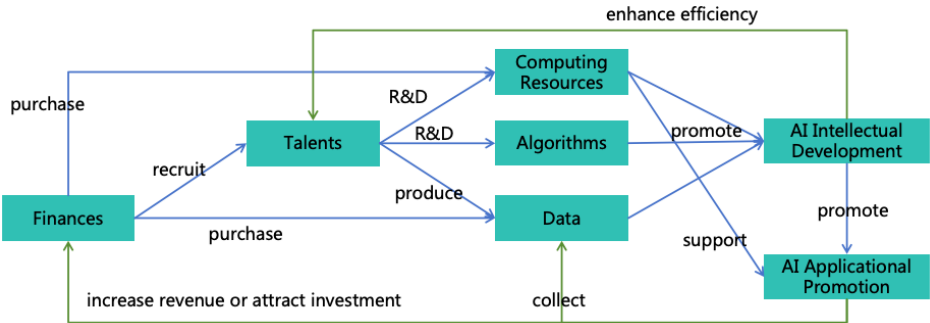 enhance efficiency
Computing
Resources
purchase
R&D
Talents
R&D
Algorithms
promote
AI Intellectual
Development
recruit
produce
Finances
purchase
Data
promote
support
AI Applicational
Promotion
increase revenue or attract investment
collect